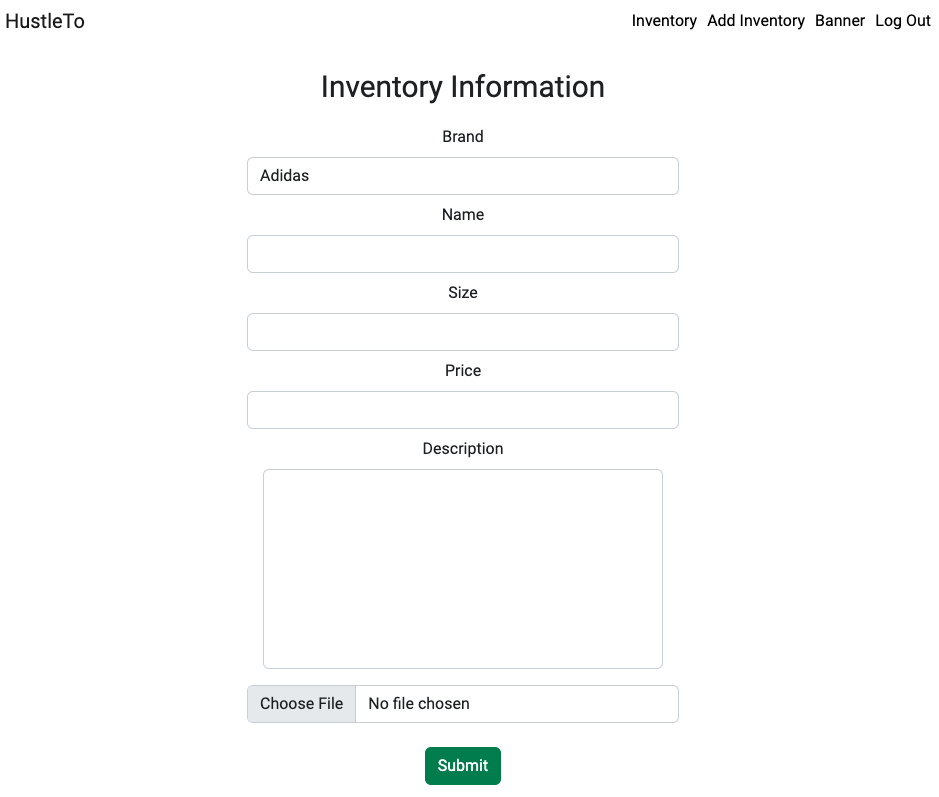 HustleTo
Inventory Add Inventory Banner Log Out
Inventory Information
Brand
Adidas
Name
Size
Price
Description
Choose File No file chosen
Submit